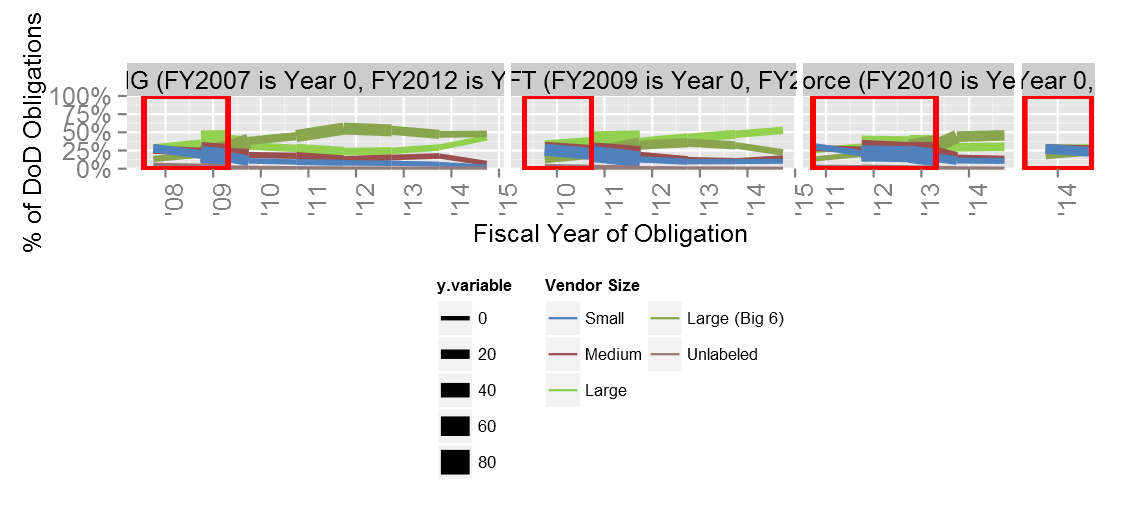 % of DoD Obligations
IG (FY2007 is Year 0, FY2012 is Y
FT (FY2009 is Year 0, FY2
orce (FY2010 is Ye
Year 0,
100%
75%
50%
25%
0%
'08 '09 '10 '11 '12 '13 '14 '15
'10 '11 '12 '13 '14 '15
'11 '12 '13 '14
'14
Fiscal Year of Obligation
y.variable
0
20
40
60
80
Vendor Size
Small
Medium
Large
Large (Big 6)
Unlabeled